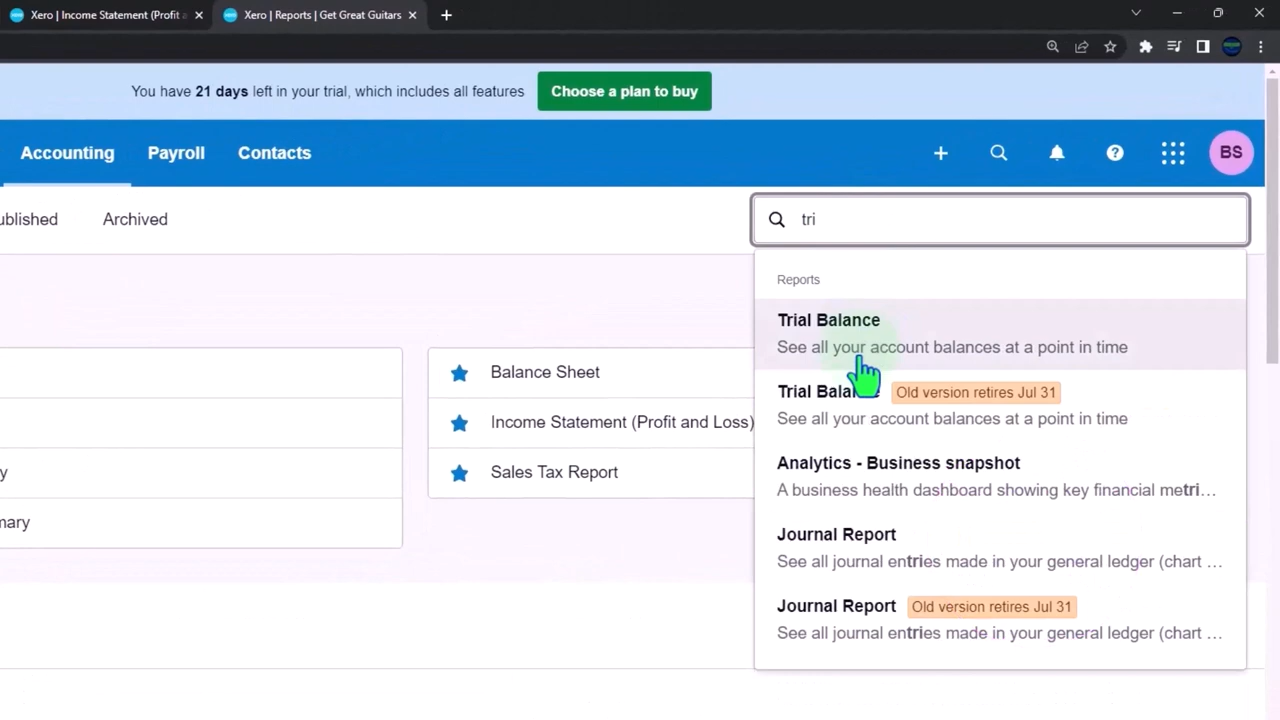 Xero | Income Statement (Profit a
Xero | Reports | Get Great Guitars
You have 21 days left in your trial, which includes all features
Choose a plan to buy
Accounting
Payroll
Contacts
BS
ublished
Archived
tri
Reports
Trial Balance
See all your account balances at a point in time
Trial Balance Old version retires Jul 31
See all your account balances at a point in time
Analytics - Business snapshot
A business health dashboard showing key financial metri...
Journal Report
See all journal entries made in your general ledger (chart ...
Journal Report Old version retires Jul 31
See all journal entries made in your general ledger (chart ...
Balance Sheet
Income Statement (Profit and Loss)
Sales Tax Report
y
mary